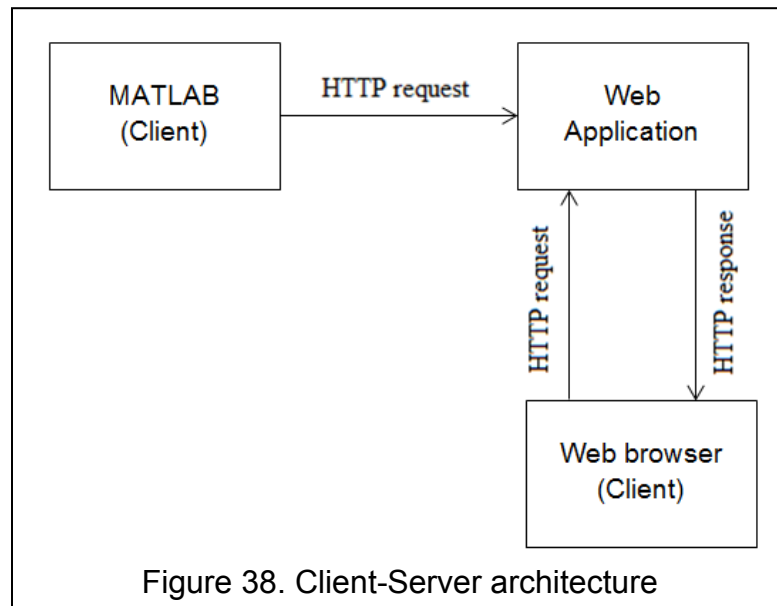 MATLAB
(Client)
HTTP request
Web
Application
HTTP request
HTTP response
Web browser
(Client)
Figure 38. Client-Server architecture